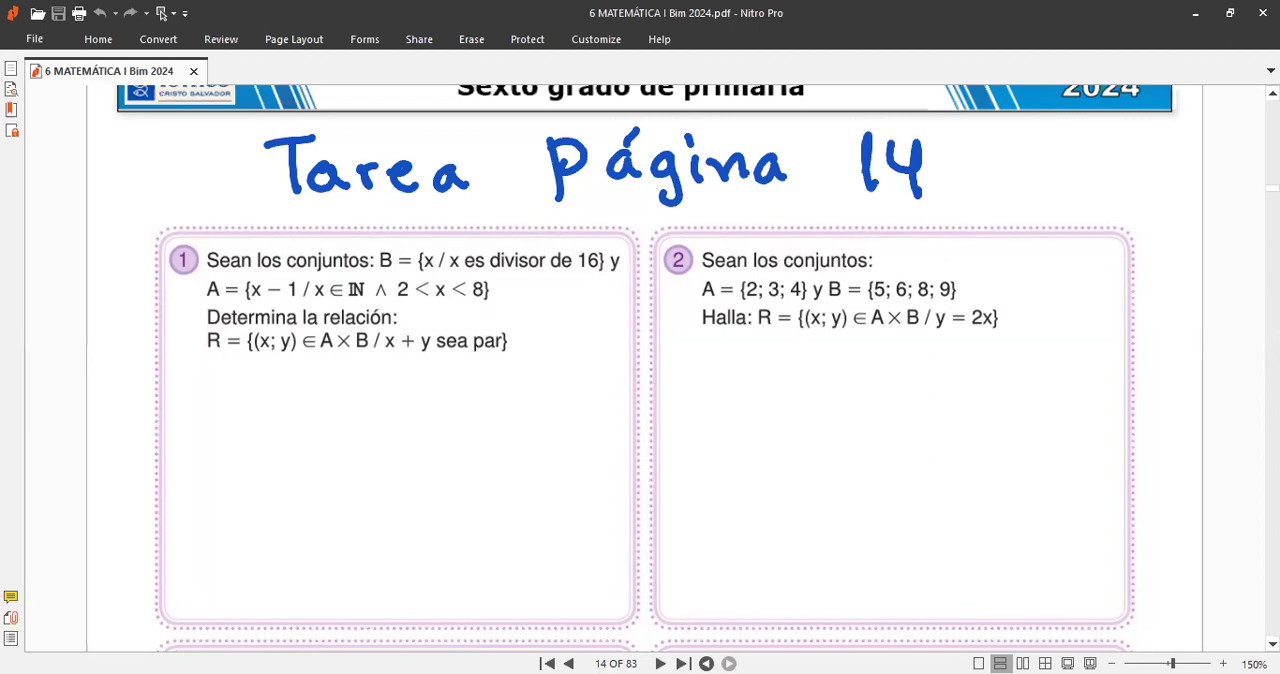 6 MATEMÁTICA I Bim 2024.pdf - Nitro Pro
File Home Convert Review Page Layout Forms Share Erase Protect Customize Help
6 MATEMÁTICA I Bim 2024
CRISTO SALVADOR
Sexto grado de primaria
2024
Tarea Página 14
1 Sean los conjuntos: B = {x / x es divisor de 16} y
A = {x − 1 / x ∈ ℕ ∧ 2 < x < 8}
Determina la relación:
R = {(x; y) ∈ A × B / x + y sea par}
2 Sean los conjuntos:
A = {2; 3; 4} y B = {5; 6; 8; 9}
Halla: R = {(x; y) ∈ A × B / y = 2x}
14 OF 83
150%